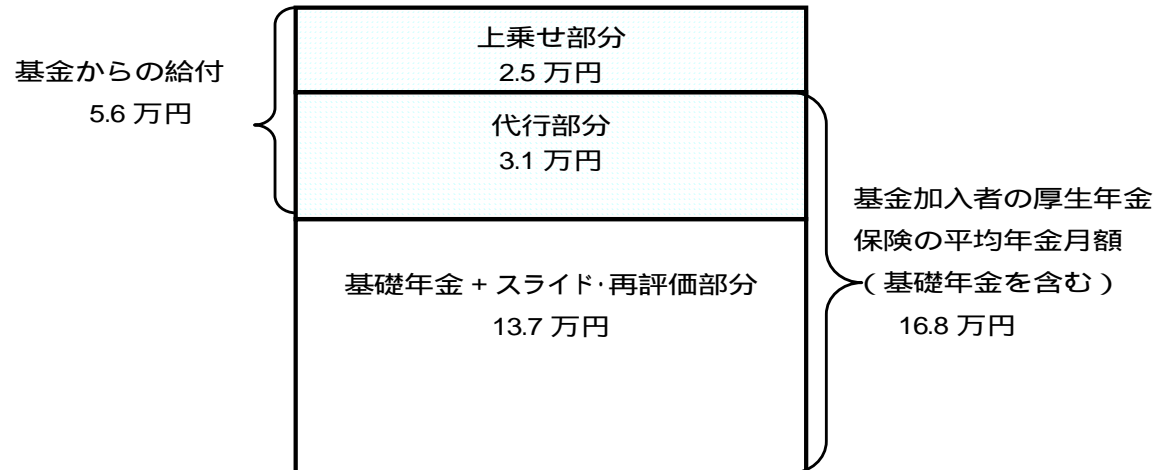 上乗せ部分
2.5 万円
基金からの給付
5.6 万円
代行部分
3.1 万円
基金加入者の厚生年金
保険の平均年金月額
(基礎年金を含む)
16.8 万円
基礎年金+スライド・再評価部分
13.7 万円